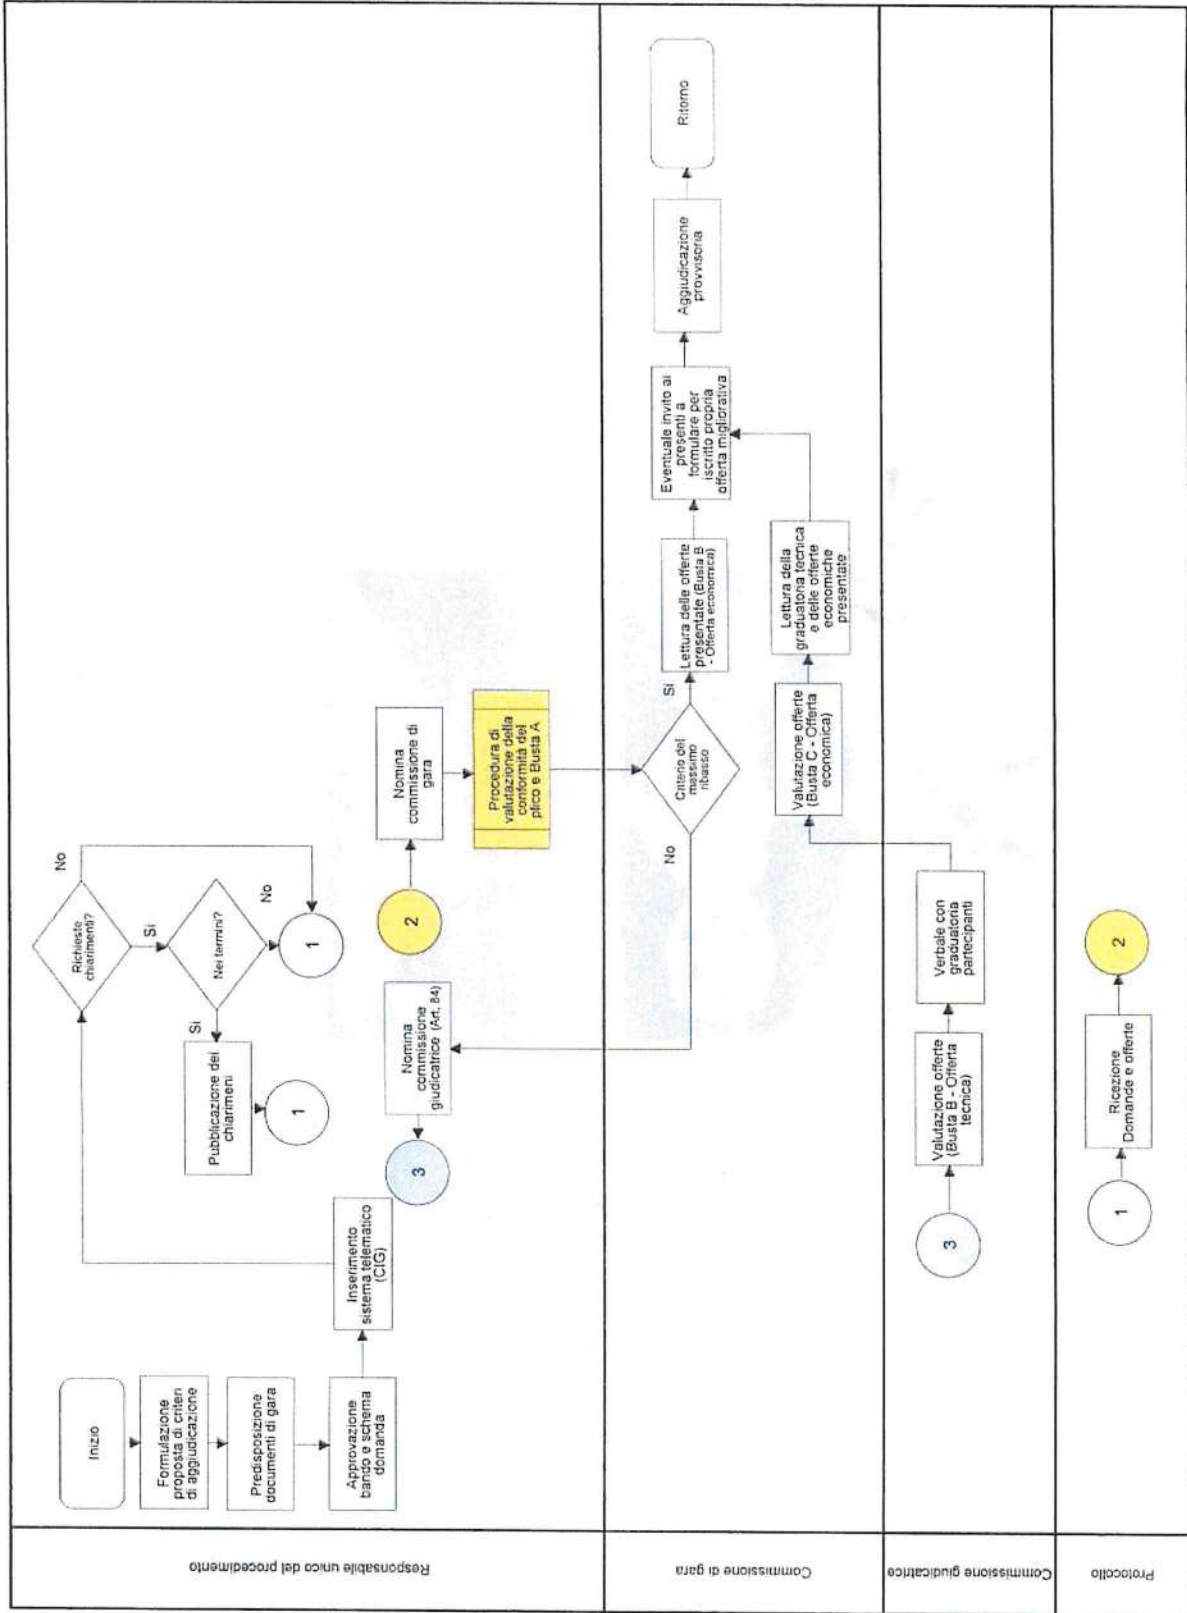 Responsabile unico del procedimento
Inizio
Formulazione
proposta di criteri
di aggiudicazione
Predisposizione
documenti di gara
Approvazione
bando e schema
domanda
Inserimento
sistema telematico
(CIG)
Richieste
chiarimenti?
No
Sì
Nei termini?
No
Sì
1
Pubblicazione dei
chiarimeni
1
2
Nomina
commissione di
gara
Procedura di
valutazione della
conformità del
plico e Busta A
Nomina
commissione
giudicatrice (Art. 84)
3
Commissione di gara
Criterio del
massimo
ribasso
No
Sì
Lettura delle offerte
presentate (Busta B
- Offerta economica)
Eventuale invito ai
presenti a
formulare per
iscritto propria
offerta migliorativa
Aggiudicazione
provvisoria
Ritorno
Valutazione offerte
(Busta C - Offerta
economica)
Lettura della
graduatoria tecnica
e delle offerte
economiche
presentate
Commissione giudicatrice
3
Valutazione offerte
(Busta B - Offerta
tecnica)
Verbale con
graduatoria
partecipanti
Protocollo
1
Ricezione
Domande e offerte
2